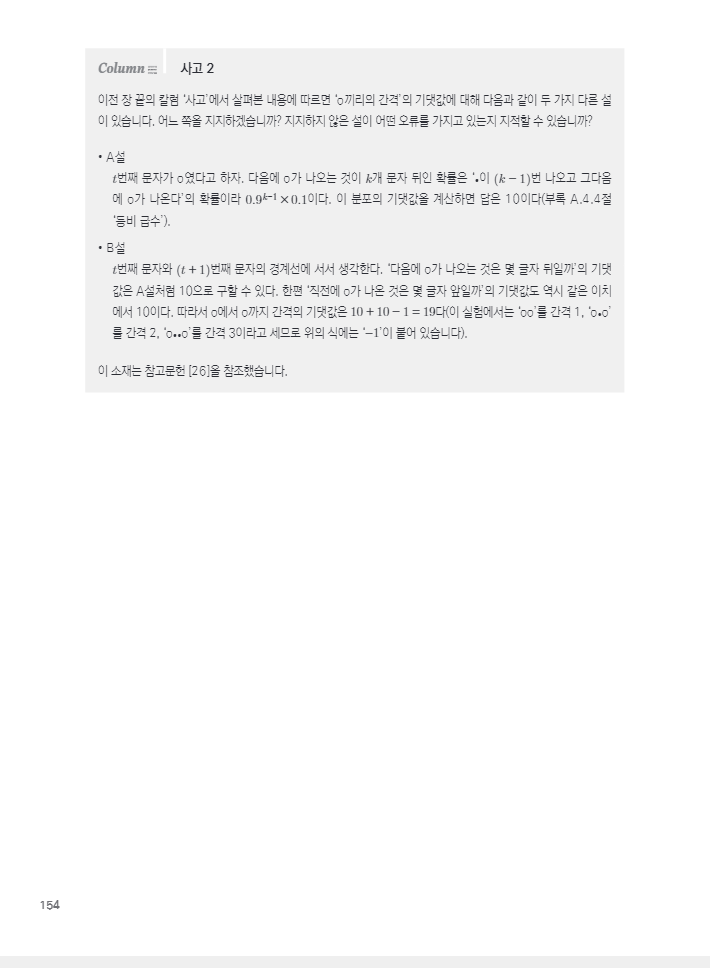 Column 사고 2
이전 장 끝의 칼럼 ‘사고’에서 살펴본 내용에 따르면 ‘o끼리의 간격’의 기댓값에 대해 다음과 같이 두 가지 다른 설
이 있습니다. 어느 쪽을 지지하겠습니까? 지지하지 않은 설이 어떤 오류를 가지고 있는지 지적할 수 있습니까?
• A설
t번째 문자가 o였다고 하자. 다음에 o가 나오는 것이 k개 문자 뒤인 확률은 ‘•이 (k − 1)번 나오고 그다음
에 o가 나온다’의 확률이라 0.9ᵏ⁻¹ × 0.1이다. 이 분포의 기댓값을 계산하면 답은 10이다(부록 A.4.4절
‘등비 급수’).
• B설
t번째 문자와 (t + 1)번째 문자의 경계선에 서서 생각한다. ‘다음에 o가 나오는 것은 몇 글자 뒤일까’의 기댓
값은 A설처럼 10으로 구할 수 있다. 한편 ‘직전에 o가 나온 것은 몇 글자 앞일까’의 기댓값도 역시 같은 이치
에서 10이다. 따라서 o에서 o까지 간격의 기댓값은 10 + 10 − 1 = 19다(이 실험에서는 ‘oo’를 간격 1, ‘o•o’
를 간격 2, ‘o••o’를 간격 3이라고 세므로 위의 식에는 ‘−1’이 붙어 있습니다).
이 소재는 참고문헌 [26]을 참조했습니다.
154